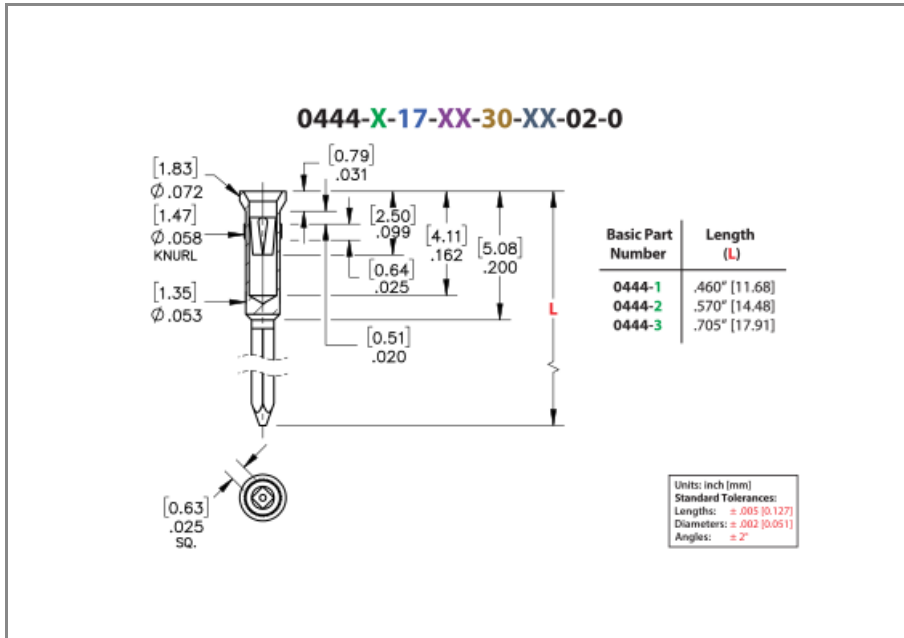 0444-X-17-XX-30-XX-02-0
[1.83]
Ø.072
[1.47]
Ø.058
KNURL
[1.35]
Ø.053
[0.79]
.031
[2.50]
.099
[4.11]
.162
[5.08]
.200
[0.64]
.025
[0.51]
.020
L
[0.63]
.025
SQ.
Basic Part Number Length (L)
0444-1 .460" [11.68]
0444-2 .570" [14.48]
0444-3 .705" [17.91]
Units: inch [mm]
Standard Tolerances:
Lengths: ± .005 [0.127]
Diameters: ± .002 [0.051]
Angles: ± 2°